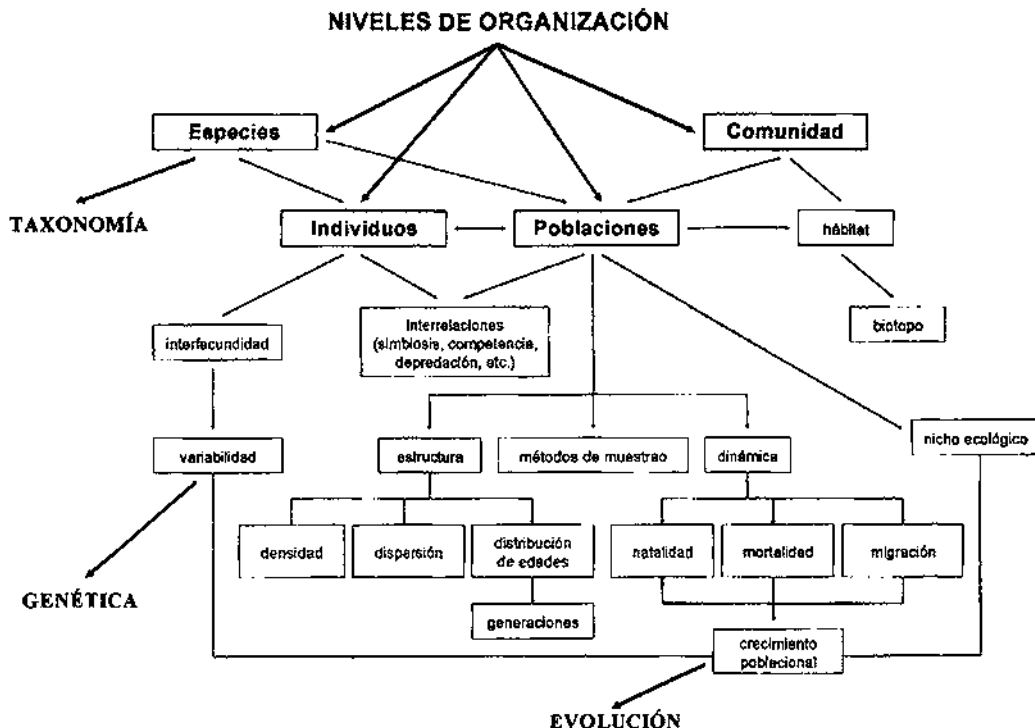 NIVELES DE ORGANIZACIÓN
Especies
Comunidad
TAXONOMÍA
Individuos
Poblaciones
hábitat
interfecundidad
Interrelaciones
(simbiosis, competencia,
depredación, etc.)
biotopo
variabilidad
estructura
métodos de muestrao
dinámica
nicho ecológico
densidad
dispersión
distribución
de edades
natalidad
mortalidad
migración
GENÉTICA
generaciones
crecimiento
poblacional
EVOLUCIÓN